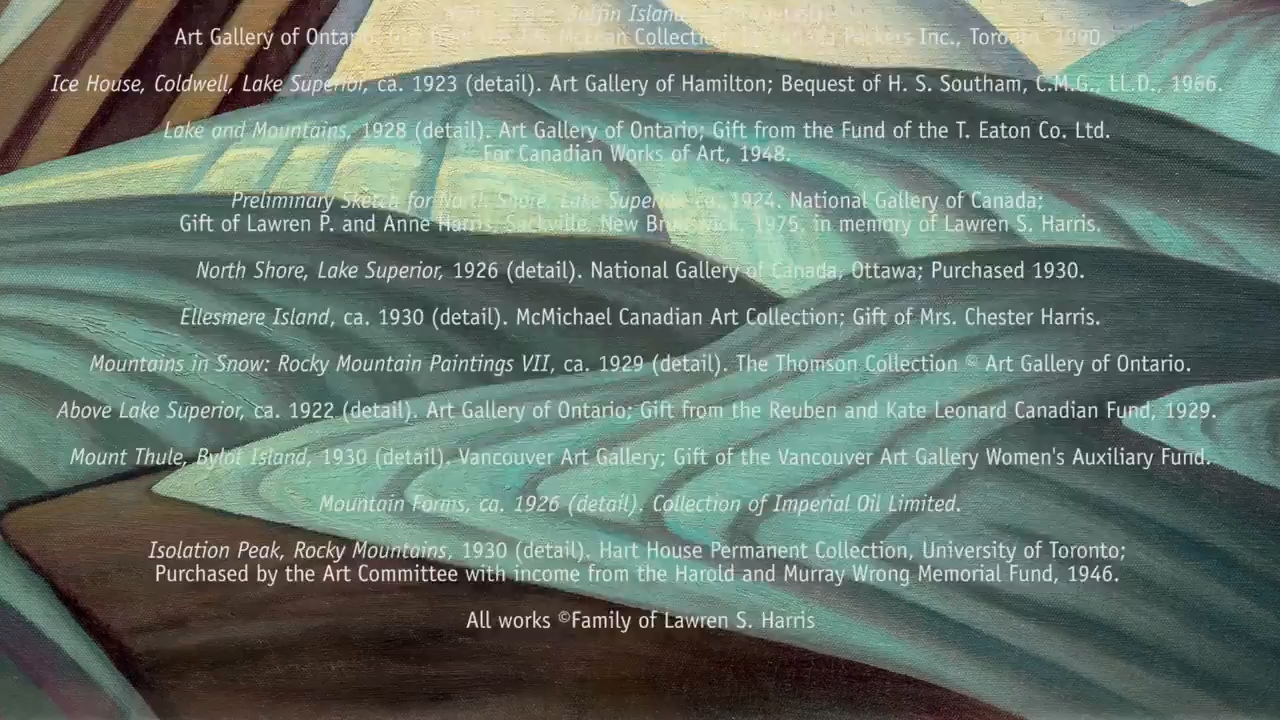 Island
Art Gallery of Ontario; McLean Collection, Canada Packers Inc., Toronto, 1990.
Ice House, Coldwell, Lake Superior, ca. 1923 (detail). Art Gallery of Hamilton; Bequest of H. S. Southam, C.M.G., LL.D., 1966.
Lake and Mountains, 1928 (detail). Art Gallery of Ontario; Gift from the Fund of the T. Eaton Co. Ltd.
For Canadian Works of Art, 1948.
Preliminary Sketch for North Shore, Lake Superior ca. 1924. National Gallery of Canada;
Gift of Lawren P. and Anne Harris, Sackville, New Brunswick, 1975, in memory of Lawren S. Harris.
North Shore, Lake Superior, 1926 (detail). National Gallery of Canada, Ottawa; Purchased 1930.
Ellesmere Island, ca. 1930 (detail). McMichael Canadian Art Collection; Gift of Mrs. Chester Harris.
Mountains in Snow: Rocky Mountain Paintings VII, ca. 1929 (detail). The Thomson Collection © Art Gallery of Ontario.
Above Lake Superior, ca. 1922 (detail). Art Gallery of Ontario; Gift from the Reuben and Kate Leonard Canadian Fund, 1929.
Mount Thule, Bylot Island, 1930 (detail). Vancouver Art Gallery; Gift of the Vancouver Art Gallery Women's Auxiliary Fund.
Mountain Forms, ca. 1926 (detail). Collection of Imperial Oil Limited.
Isolation Peak, Rocky Mountains, 1930 (detail). Hart House Permanent Collection, University of Toronto;
Purchased by the Art Committee with income from the Harold and Murray Wrong Memorial Fund, 1946.
All works ©Family of Lawren S. Harris